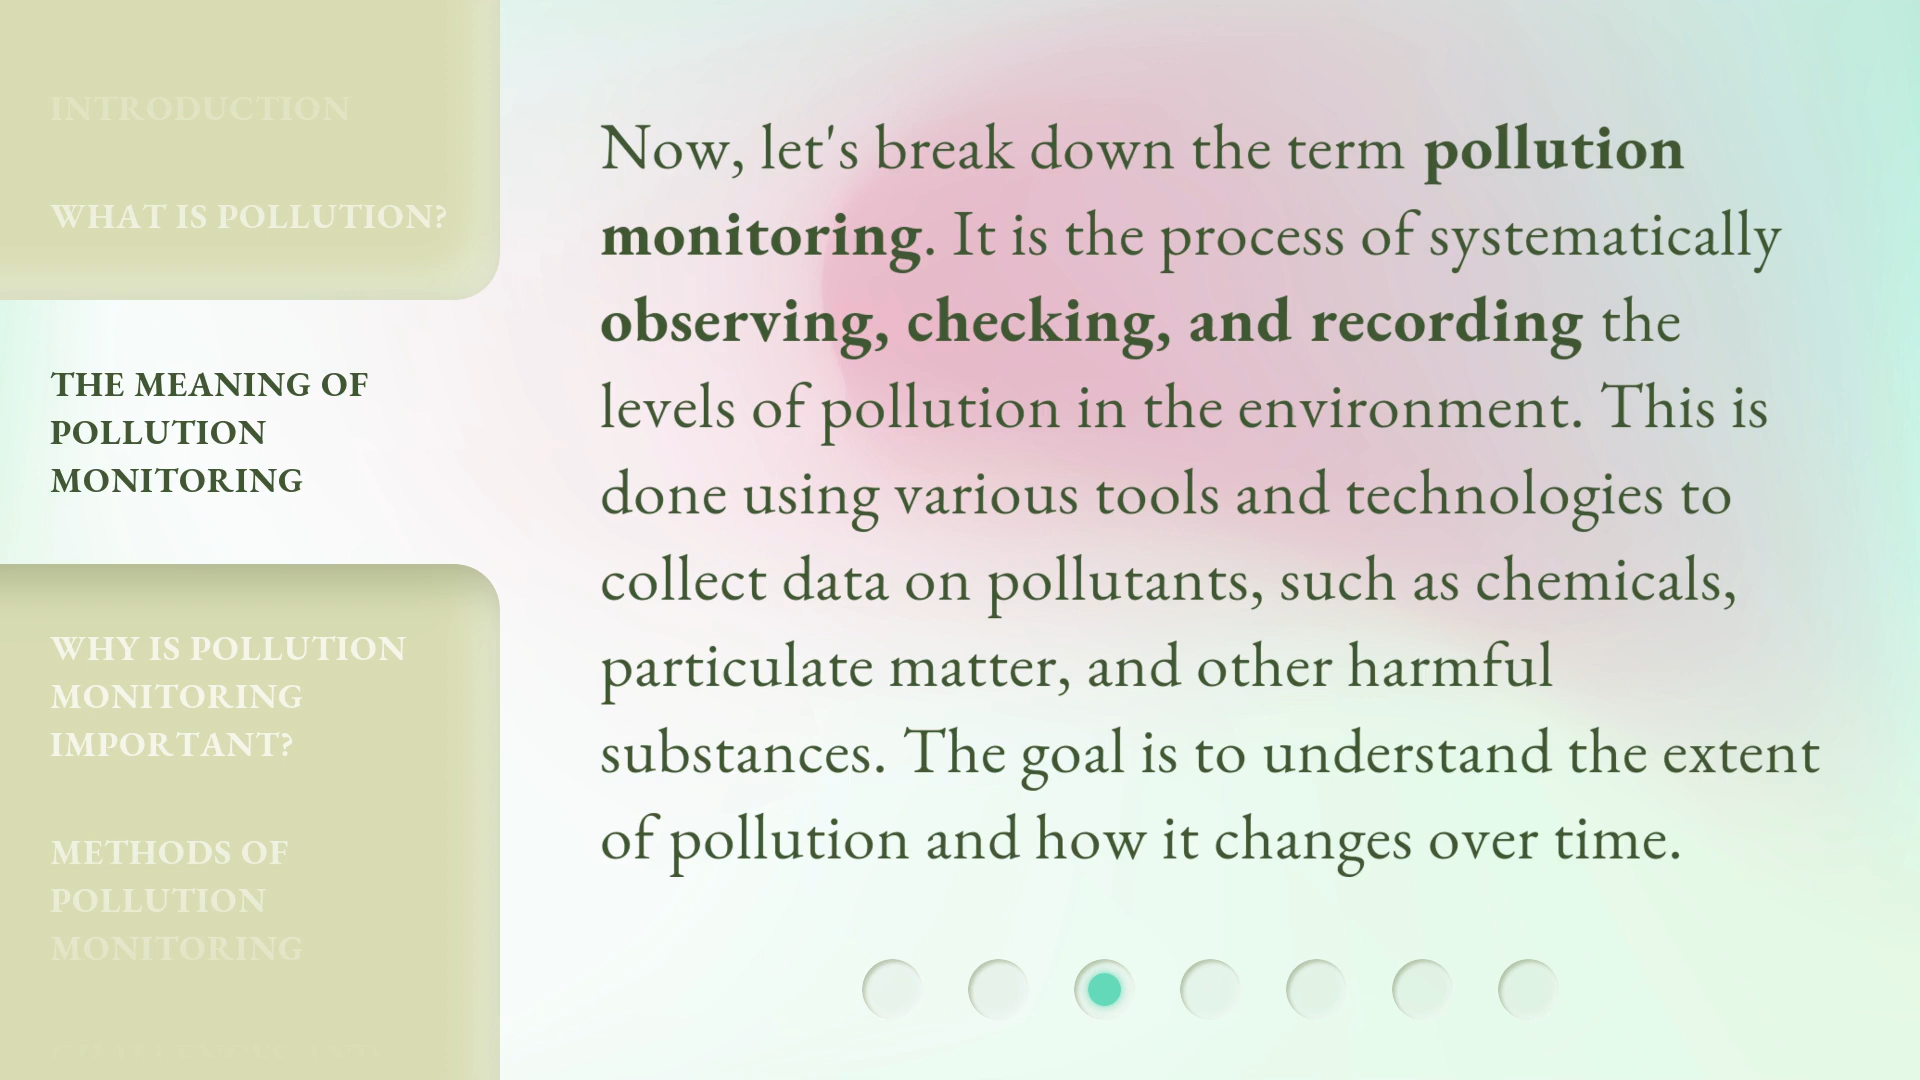 INTRODUCTION
WHAT IS POLLUTION?
THE MEANING OF
POLLUTION
MONITORING
WHY IS POLLUTION
MONITORING
IMPORTANT?
METHODS OF
POLLUTION
MONITORING
Now, let's break down the term pollution
monitoring. It is the process of systematically
observing, checking, and recording the
levels of pollution in the environment. This is
done using various tools and technologies to
collect data on pollutants, such as chemicals,
particulate matter, and other harmful
substances. The goal is to understand the extent
of pollution and how it changes over time.